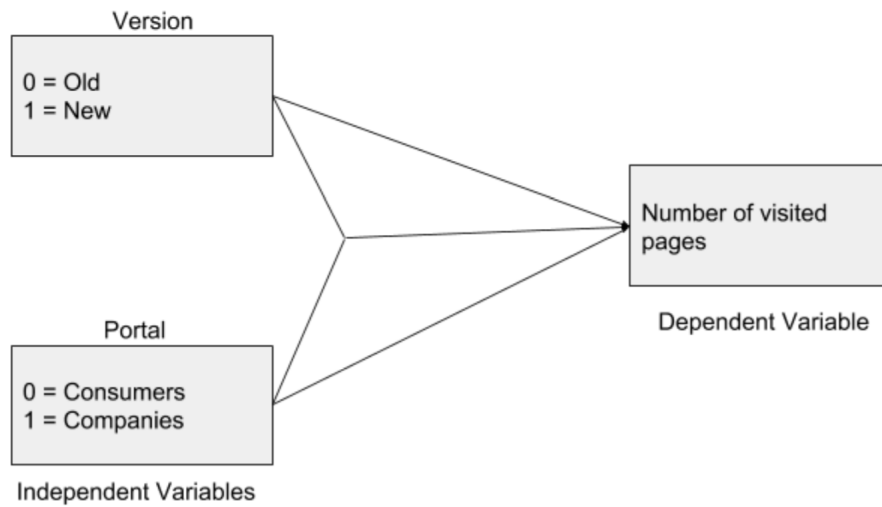 Version
0 = Old
1 = New
Number of visited
pages
Dependent Variable
Portal
0 = Consumers
1 = Companies
Independent Variables